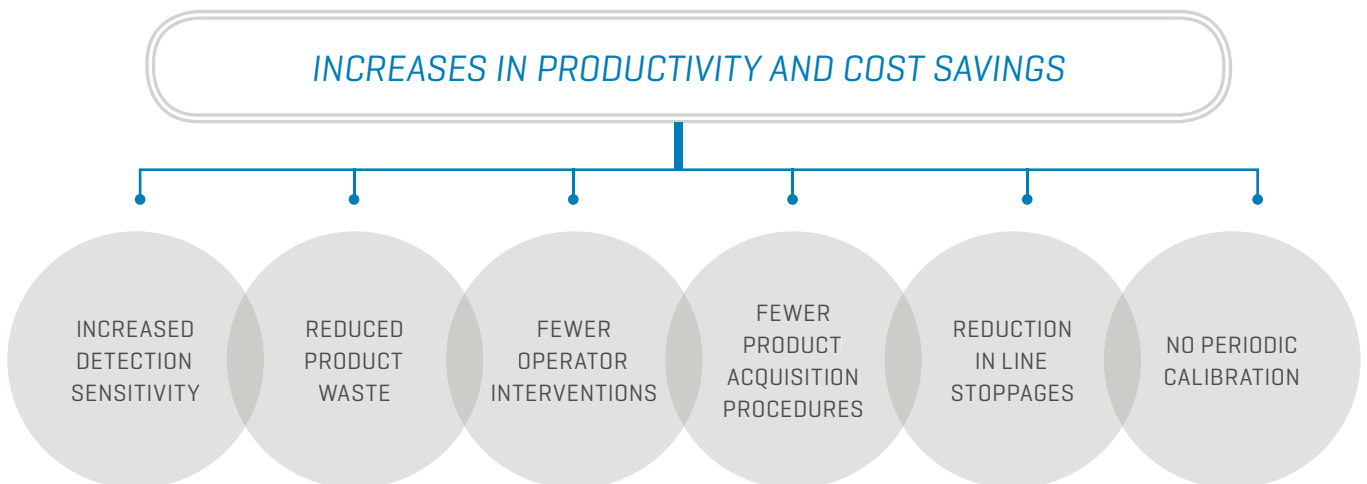 INCREASES IN PRODUCTIVITY AND COST SAVINGS
INCREASED
DETECTION
SENSITIVITY
REDUCED
PRODUCT
WASTE
FEWER
OPERATOR
INTERVENTIONS
FEWER
PRODUCT
ACQUISITION
PROCEDURES
REDUCTION
IN LINE
STOPPAGES
NO PERIODIC
CALIBRATION